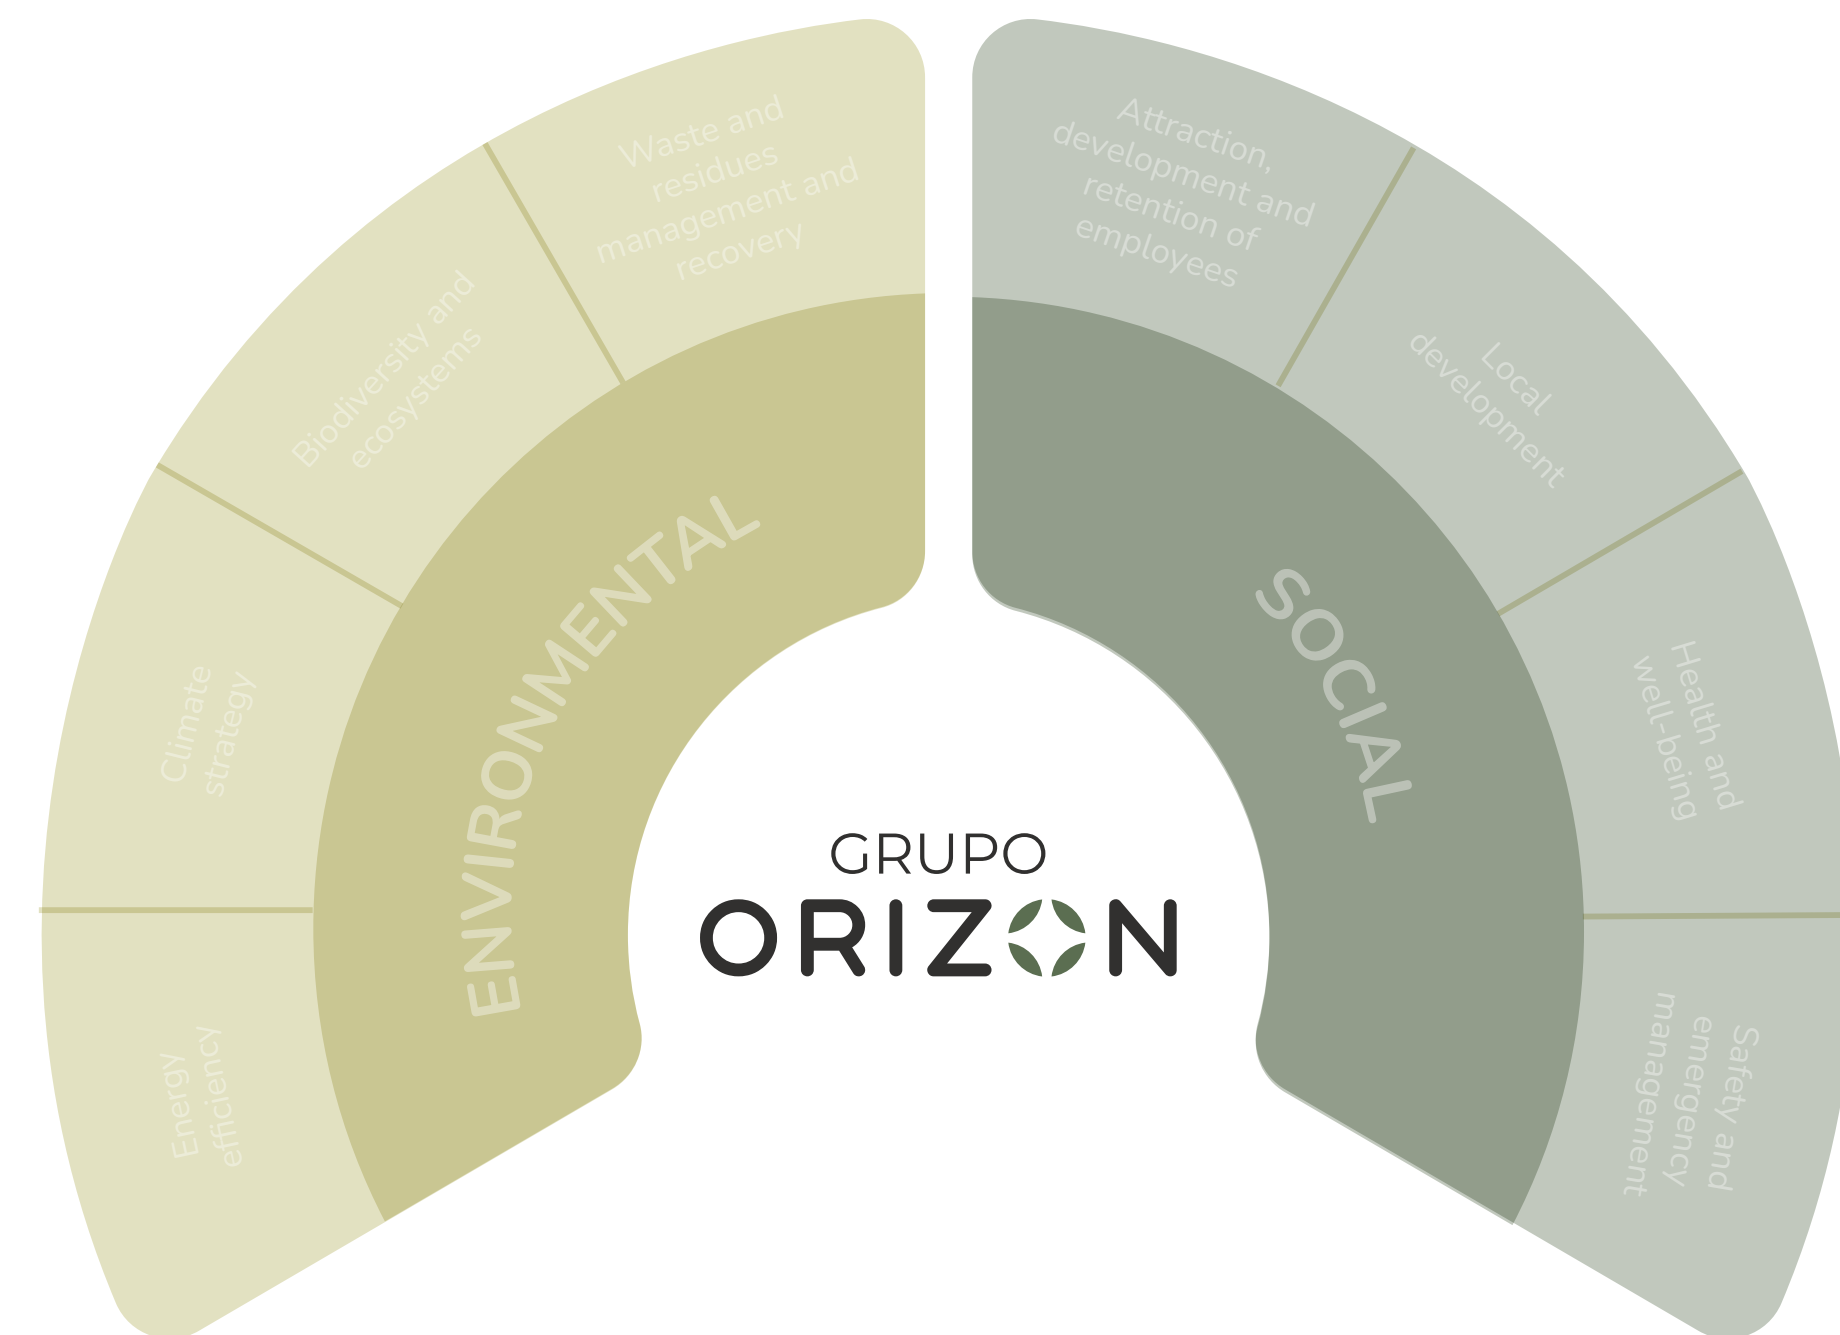 Waste and
residues
management and
recovery
Biodiversity and
ecosystems
Climate
strategy
Energy
efficiency
ENVIRONMENTAL
Attraction,
development and
retention of
employees
Local
development
Health and
well-being
Safety and
emergency
management
SOCIAL
GRUPO
ORIZON